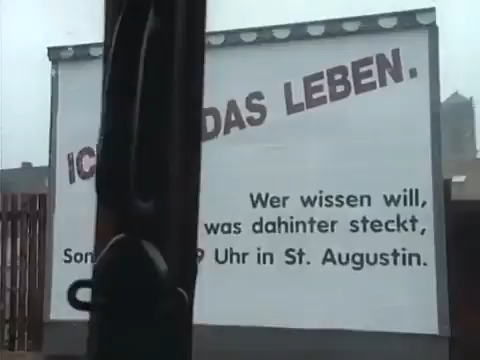 IC DAS LEBEN.
Wer wissen will,
was dahinter steckt,
Son 9 Uhr in St. Augustin.